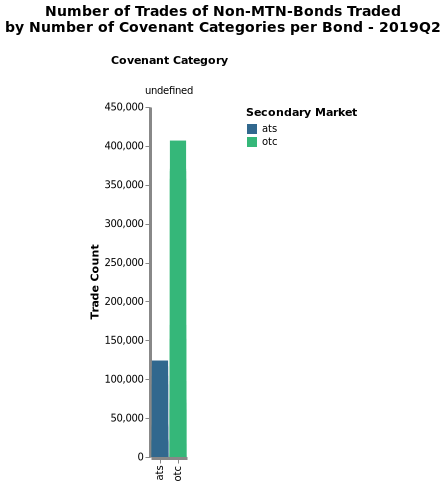 Number of Trades of Non-MTN-Bonds Traded
by Number of Covenant Categories per Bond - 2019Q2
Covenant Category
undefined
Secondary Market
ats
otc
Trade Count
450,000
400,000
350,000
300,000
250,000
200,000
150,000
100,000
50,000
0
ats
otc